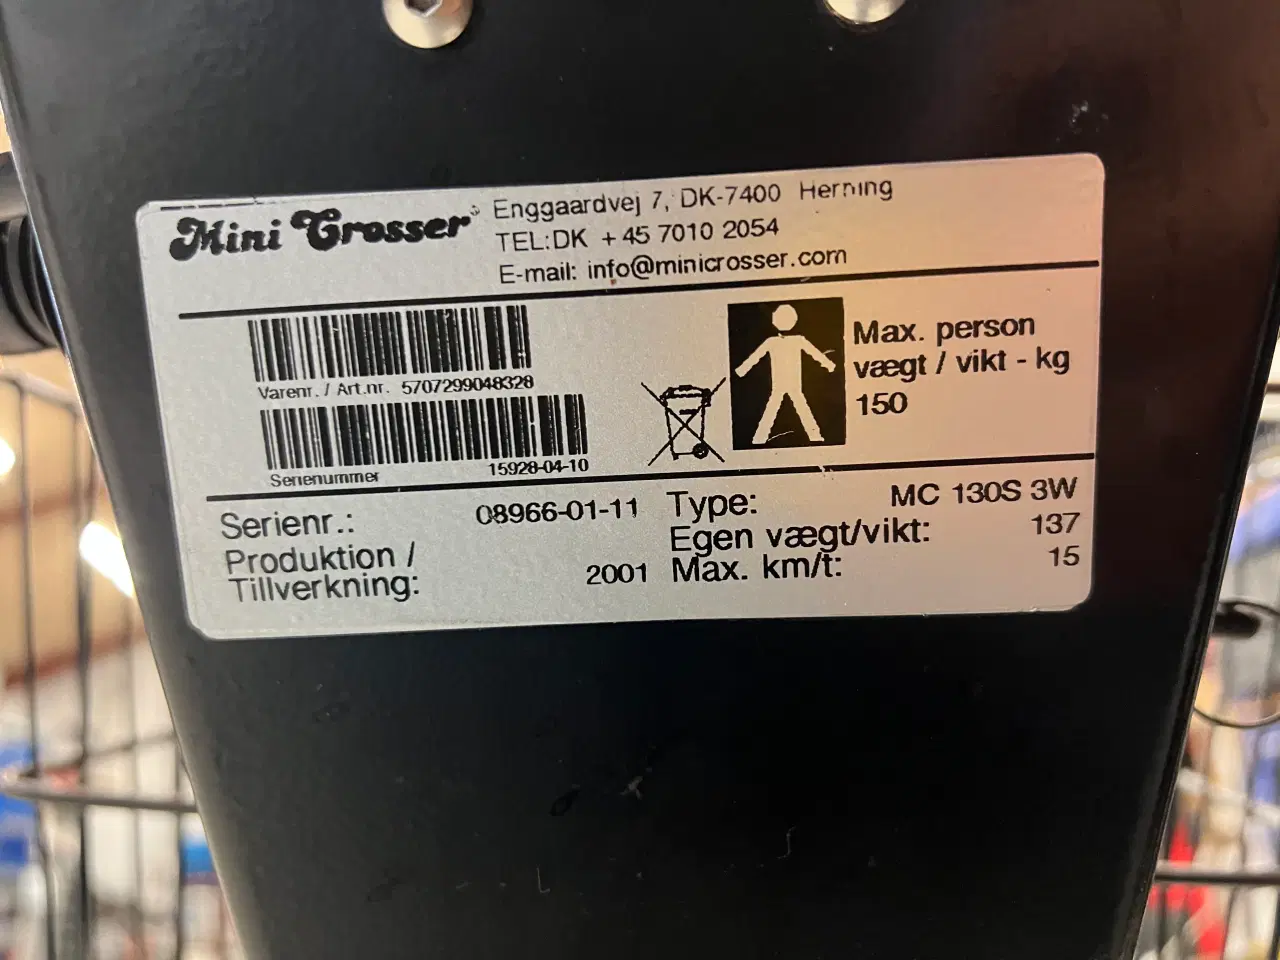 Mini Crosser®
Enggaardvej 7, DK-7400 Herning
TEL:DK +45 7010 2054
E-mail: info@minicrosser.com
Varenr. / Art.nr. 5707299048328
Serienummer 15928-04-10
Max. person
vægt / vikt - kg
150
Serienr.: 08966-01-11
Produktion /
Tillverkning: 2001
Type: MC 130S 3W
Egen vægt/vikt: 137
Max. km/t: 15